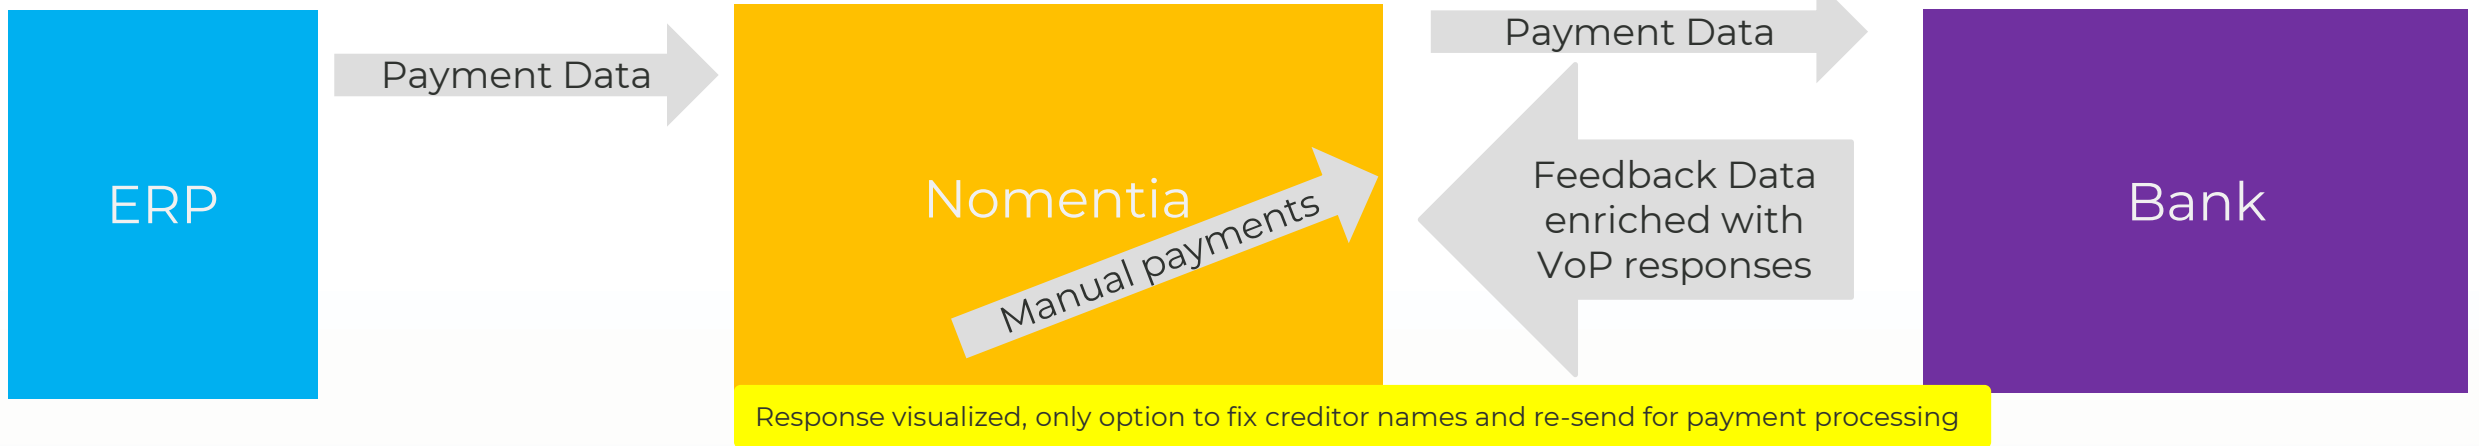 ERP
Payment Data
Nomentia
Manual payments
Payment Data
Feedback Data
enriched with
VoP responses
Bank
Response visualized, only option to fix creditor names and re-send for payment processing